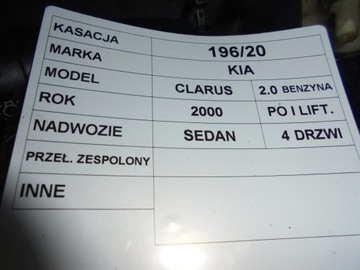 KASACJA 196/20
MARKA KIA
MODEL CLARUS 2.0 BENZYNA
ROK 2000 PO I LIFT.
NADWOZIE SEDAN 4 DRZWI
PRZEŁ. ZESPOLONY
INNE